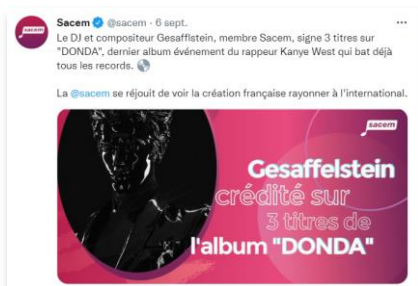 sacem
Sacem @sacem · 6 sept.
Le DJ et compositeur Gesafflstein, membre Sacem, signe 3 titres sur
"DONDA", dernier album événement du rappeur Kanye West qui bat déjà
tous les records.
La @sacem se réjouit de voir la création française rayonner à l'international.
sacem
Gesaffelstein
crédité sur
3 titres de
l'album "DONDA"